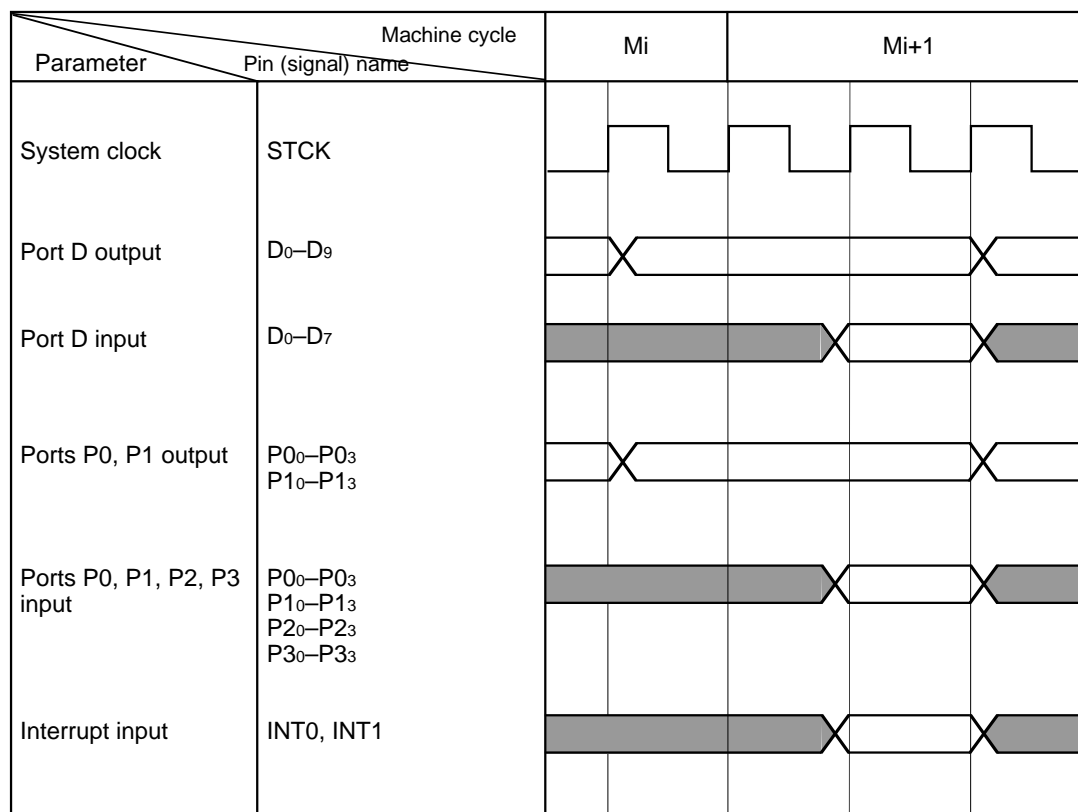 Machine cycle
Parameter Pin (signal) name
Mi Mi+1
System clock STCK
Port D output D0–D9
Port D input D0–D7
Ports P0, P1 output P00–P03
P10–P13
Ports P0, P1, P2, P3 P00–P03
input P10–P13
P20–P23
P30–P33
Interrupt input INT0, INT1